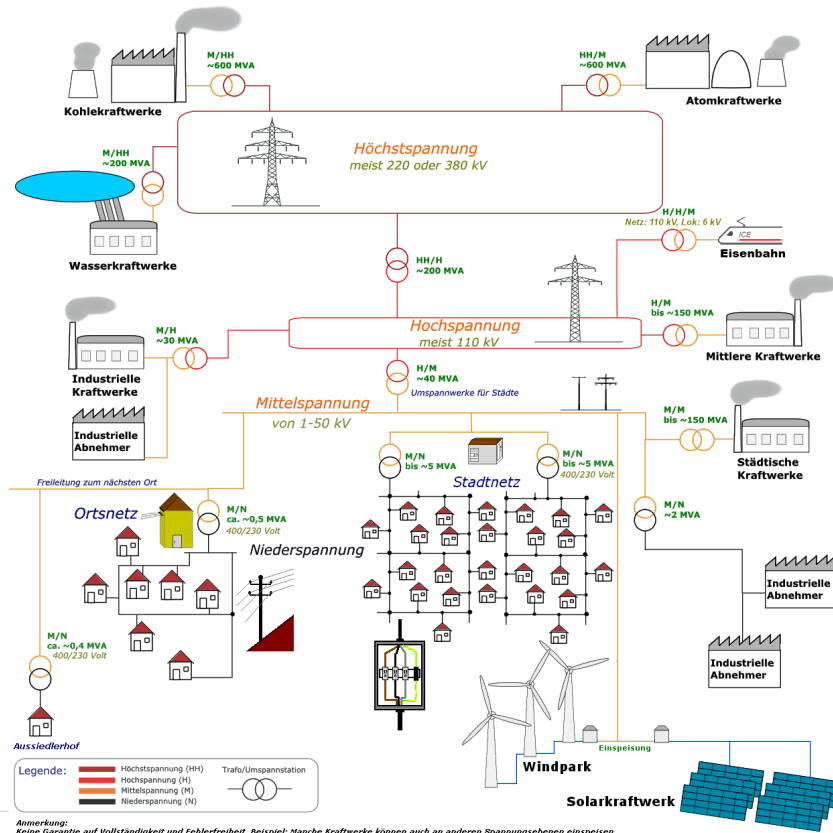 M/HH
~600 MVA
HH/M
~600 MVA
Kohlekraftwerke
Atomkraftwerke
Höchstspannung
meist 220 oder 380 kV
M/HH
~200 MVA
Wasserkraftwerke
H/H/M
Netz: 110 kV, Lok: 6 kV
ICE
Eisenbahn
HH/H
~200 MVA
H/M
bis ~150 MVA
Mittlere Kraftwerke
Hochspannung
meist 110 kV
M/H
~30 MVA
Industrielle
Kraftwerke
H/M
~40 MVA
Umspannwerke für Städte
Industrielle
Abnehmer
Mittelspannung
von 1-50 kV
M/M
bis ~150 MVA
Städtische
Kraftwerke
M/N
bis ~5 MVA
M/N
bis ~5 MVA
400/230 Volt
Stadtnetz
Freileitung zum nächsten Ort
Ortsnetz
M/N
ca. ~0,5 MVA
400/230 Volt
M/N
~2 MVA
Niederspannung
Industrielle
Abnehmer
Industrielle
Abnehmer
M/N
ca. ~0,4 MVA
400/230 Volt
Aussiedlerhof
Einspeisung
Windpark
Solarkraftwerk
Legende:
Höchstspannung (HH)
Hochspannung (H)
Mittelspannung (M)
Niederspannung (N)
Trafo/Umspannstation
Anmerkung:
Keine Garantie auf Vollständigkeit und Fehlerfreiheit. Beispiel: Manche Kraftwerke können auch an anderen Spannungsebenen einspeisen